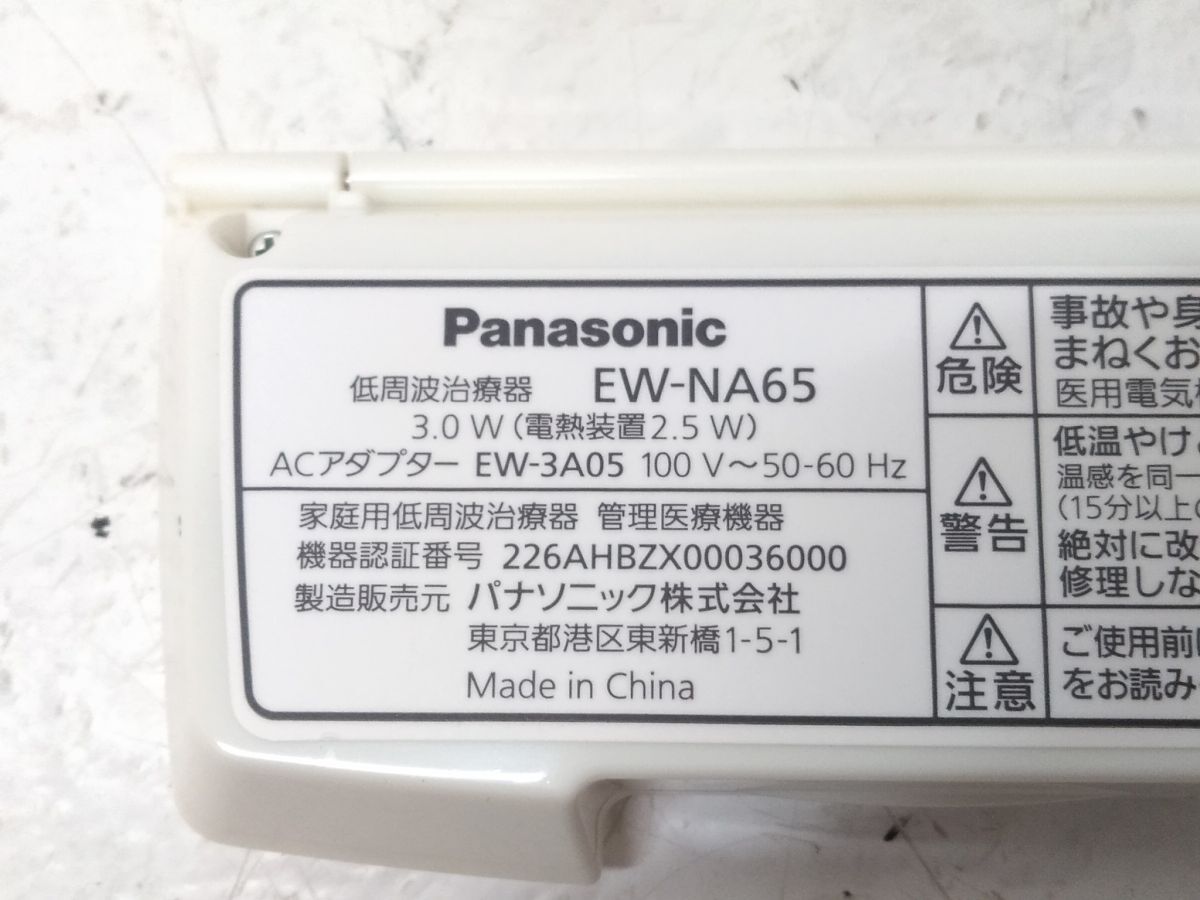 Panasonic
低周波治療器 EW-NA65
3.0 W (電熱装置2.5 W)
ACアダプター EW-3A05 100 V～50-60 Hz
家庭用低周波治療器 管理医療機器
機器認証番号 226AHBZX00036000
製造販売元 パナソニック株式会社
東京都港区東新橋1-5-1
Made in China
危険
事故や身
まねくお
医用電気
警告
低温やけ
温感を同一
(15分以上
絶対に改
修理しな
注意
ご使用前
をお読み